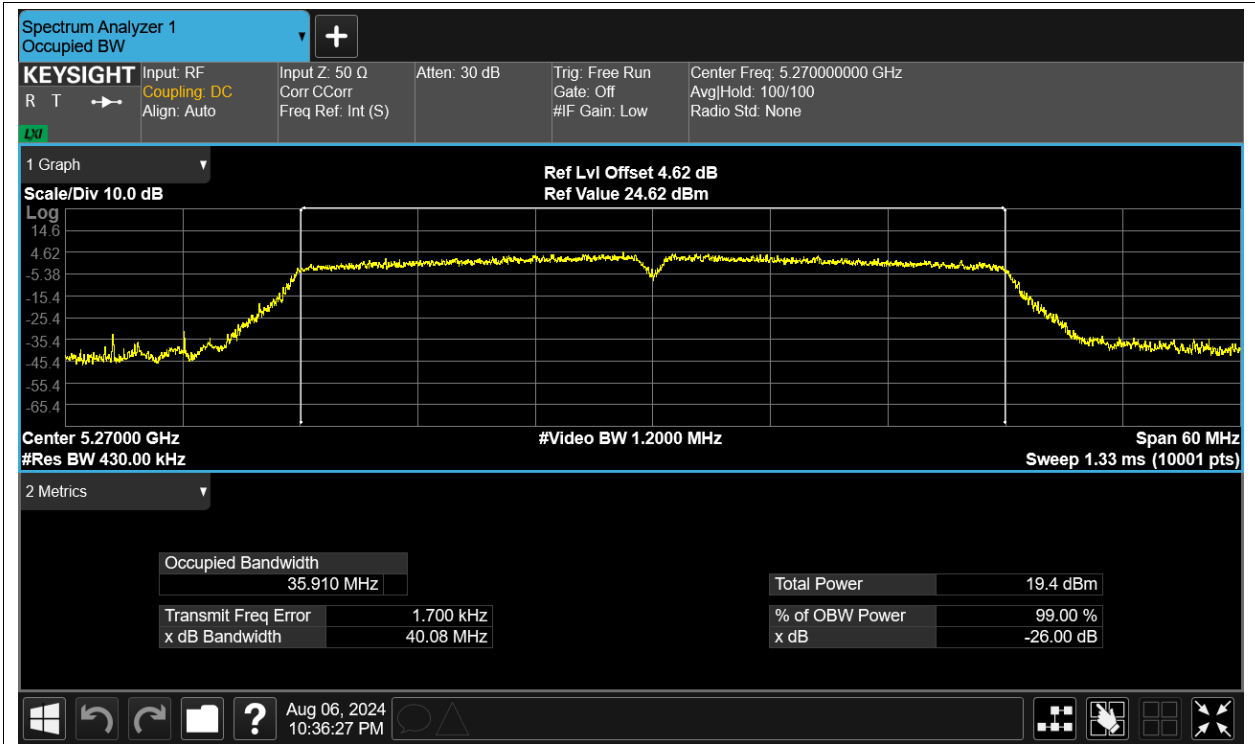 Spectrum Analyzer 1
Occupied BW
KEYSIGHT
R T
LXI
Input: RF
Coupling: DC
Align: Auto
Input Z: 50 Ω
Corr CCorr
Freq Ref: Int (S)
Atten: 30 dB
Trig: Free Run
Gate: Off
#IF Gain: Low
Center Freq: 5.270000000 GHz
Avg|Hold: 100/100
Radio Std: None
1 Graph
Scale/Div 10.0 dB
Ref Lvl Offset 4.62 dB
Ref Value 24.62 dBm
Log
14.6
4.62
-5.38
-15.4
-25.4
-35.4
-45.4
-55.4
-65.4
Center 5.27000 GHz
#Res BW 430.00 kHz
#Video BW 1.2000 MHz
Span 60 MHz
Sweep 1.33 ms (10001 pts)
2 Metrics
Occupied Bandwidth
35.910 MHz
Transmit Freq Error 1.700 kHz
x dB Bandwidth 40.08 MHz
Total Power 19.4 dBm
% of OBW Power 99.00 %
x dB -26.00 dB
?
Aug 06, 2024
10:36:27 PM